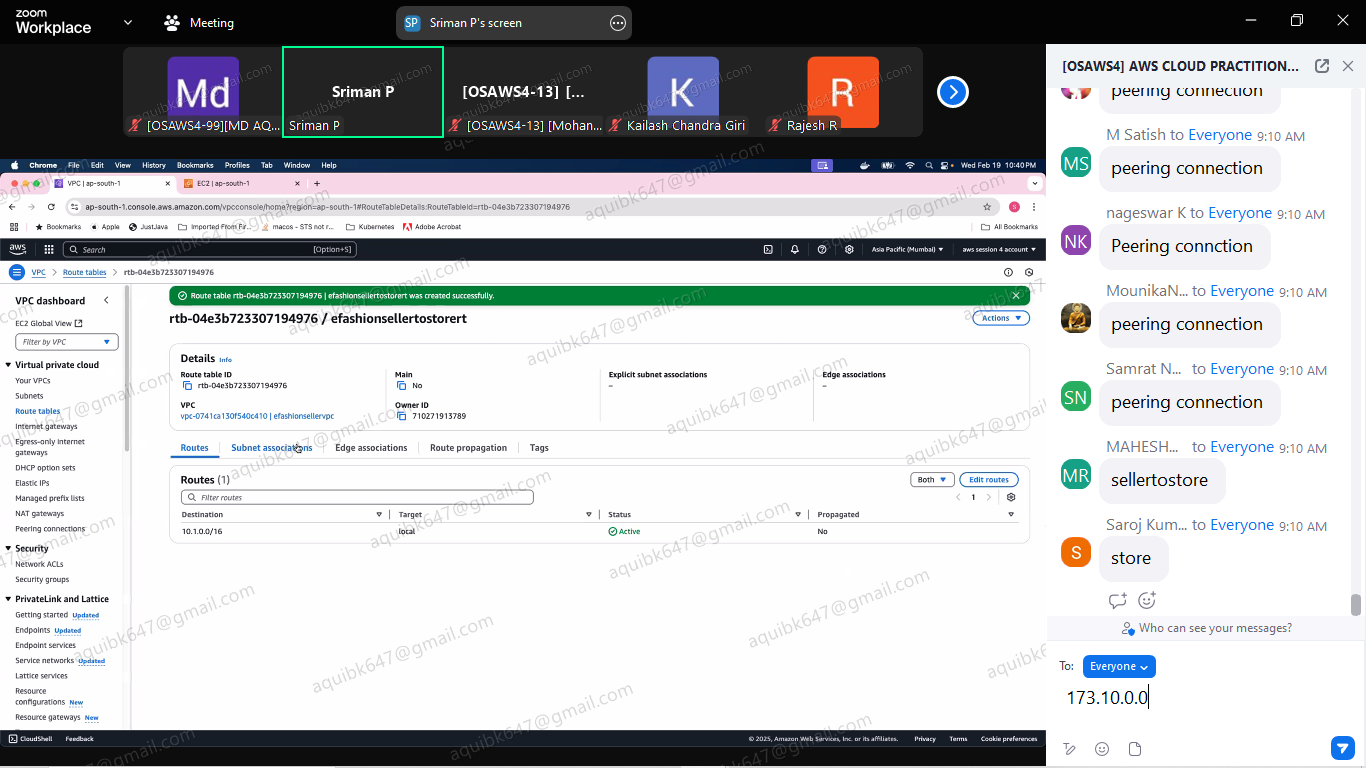 zoom
Workplace
Meeting
SP Sriman P's screen
Md
[OSAWS4-99][MD AQ...
Sriman P
Sriman P
[OSAWS4-13] [...
[OSAWS4-13] [Mohan...
K
Kailash Chandra Giri
R
Rajesh R
Chrome File Edit View History Bookmarks Profiles Tab Window Help
Wed Feb 19 10:40 PM
VPC | ap-south-1
EC2 | ap-south-1
ap-south-1.console.aws.amazon.com/vpcconsole/home?region=ap-south-1#RouteTableDetails:RouteTableId=rtb-04e3b723307194976
S
Bookmarks Apple JustJava Imported From Fir... macos - STS not r... Kubernetes Adobe Acrobat All Bookmarks
aws Search [Option+S] Asia Pacific (Mumbai) aws session 4 account
VPC > Route tables > rtb-04e3b723307194976
VPC dashboard
EC2 Global View
Filter by VPC
Virtual private cloud
Your VPCs
Subnets
Route tables
Internet gateways
Egress-only internet
gateways
DHCP option sets
Elastic IPs
Managed prefix lists
NAT gateways
Peering connections
Security
Network ACLs
Security groups
PrivateLink and Lattice
Getting started Updated
Endpoints Updated
Endpoint services
Service networks Updated
Lattice services
Resource
configurations New
Resource gateways New
Route table rtb-04e3b723307194976 | efashionsellertostorert was created successfully.
rtb-04e3b723307194976 / efashionsellertostorert
Actions
Details Info
Route table ID
rtb-04e3b723307194976
Main
No
Explicit subnet associations
–
Edge associations
–
VPC
vpc-0741ca130f540c410 | efashionsellervpc
Owner ID
710271913789
Routes Subnet associations Edge associations Route propagation Tags
Routes (1)
Both Edit routes
Filter routes
1
Destination Target Status Propagated
10.1.0.0/16 local Active No
CloudShell Feedback
© 2025, Amazon Web Services, Inc. or its affiliates. Privacy Terms Cookie preferences
[OSAWS4] AWS CLOUD PRACTITION...
peering connection
M Satish to Everyone 9:10 AM
MS
peering connection
nageswar K to Everyone 9:10 AM
NK
Peering connction
MounikaN... to Everyone 9:10 AM
peering connection
Samrat N... to Everyone 9:10 AM
SN
peering connection
MAHESH... to Everyone 9:10 AM
MR
sellertostore
Saroj Kum... to Everyone 9:10 AM
S
store
Who can see your messages?
To: Everyone
173.10.0.0
aquibk647@gmail.com